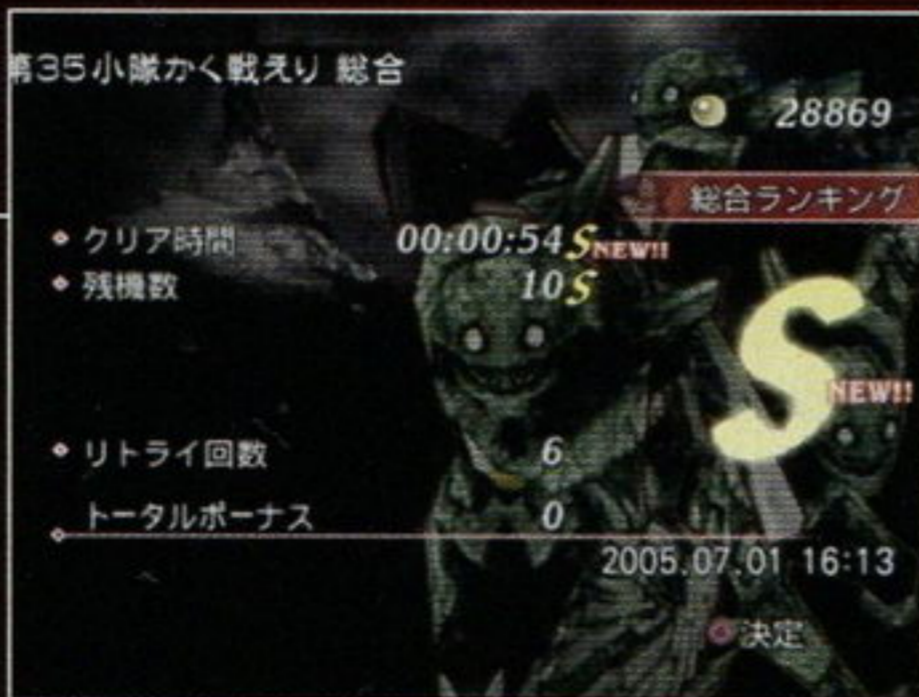 第35小隊かく戦えり 総合
28869
総合ランキング
クリア時間 00:00:54 S NEW!!
残機数 10 S
S NEW!!
リトライ回数 6
トータルボーナス 0
2005.07.01 16:13
決定